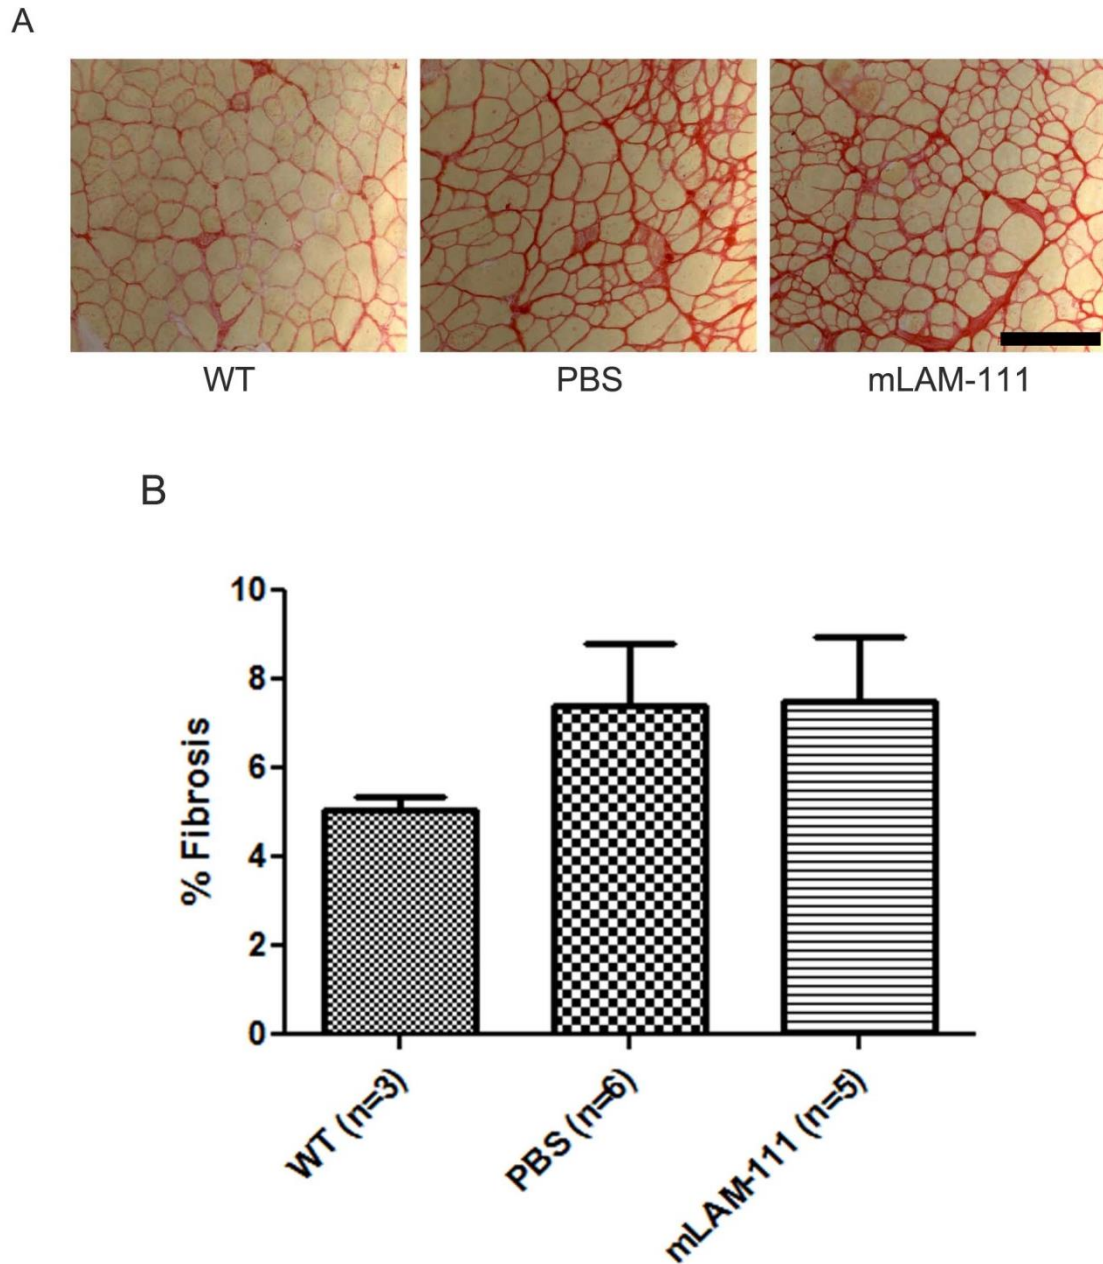 A
WT
PBS
mLAM-111
B
10
8
6
4
2
0
% Fibrosis
WT (n=3)
PBS (n=6)
mLAM-111 (n=5)